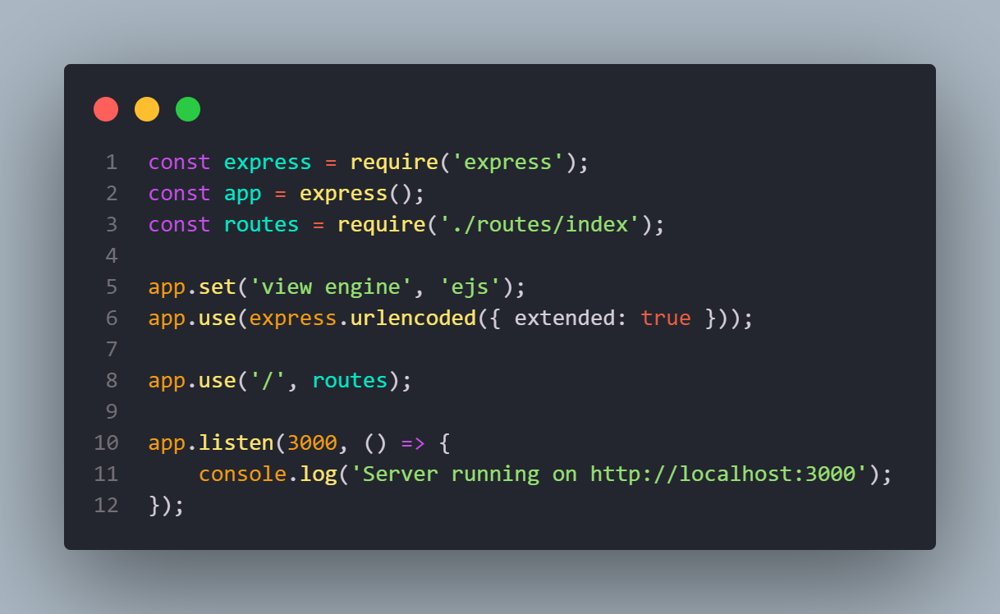 1 const express = require('express');
2 const app = express();
3 const routes = require('./routes/index');
4
5 app.set('view engine', 'ejs');
6 app.use(express.urlencoded({ extended: true }));
7
8 app.use('/', routes);
9
10 app.listen(3000, () => {
11     console.log('Server running on http://localhost:3000');
12 });